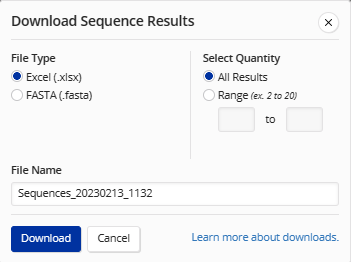 Download Sequence Results
File Type
Excel (.xlsx)
FASTA (.fasta)
Select Quantity
All Results
Range (ex. 2 to 20)
to
File Name
Sequences_20230213_1132
Download
Cancel
Learn more about downloads.